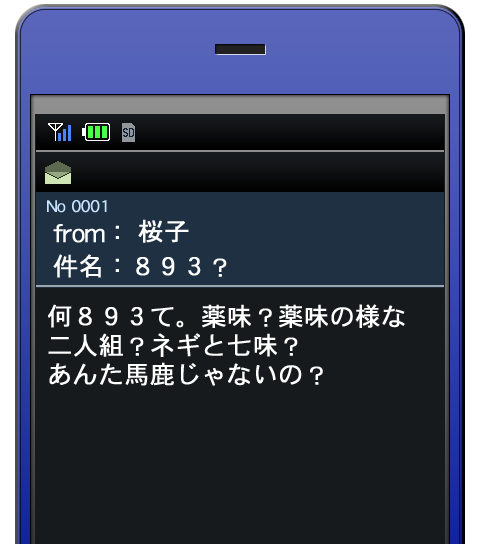 SD
No 0001
from： 桜子
件名：８９３？
何８９３て。薬味？薬味の様な
二人組？ネギと七味？
あんた馬鹿じゃないの？